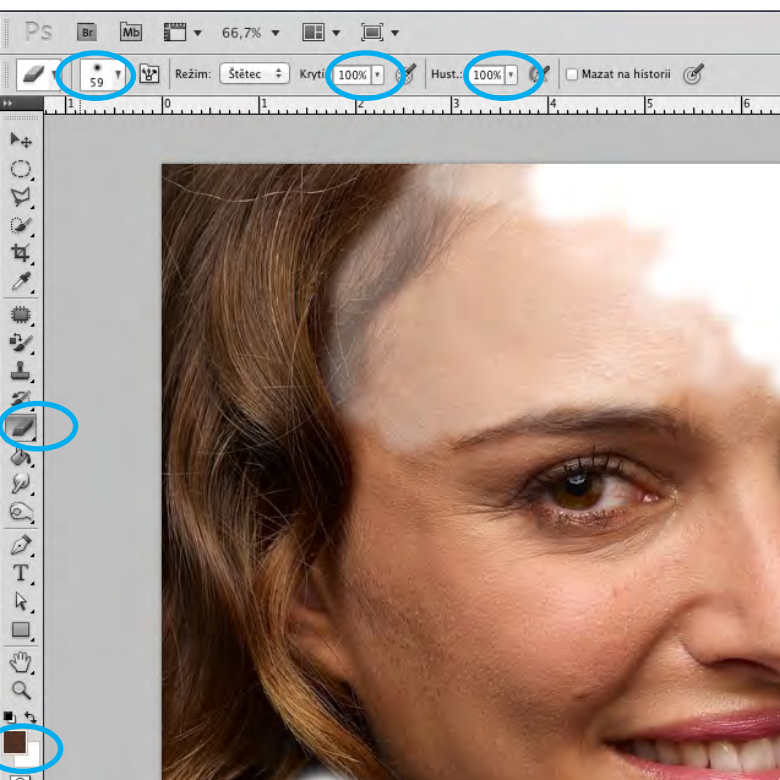 Ps Br Mb 66,7%
59 Režim: Štětec Krytí: 100% Hust.: 100% Mazat na historii
1 0 1 2 3 4 5 6
T